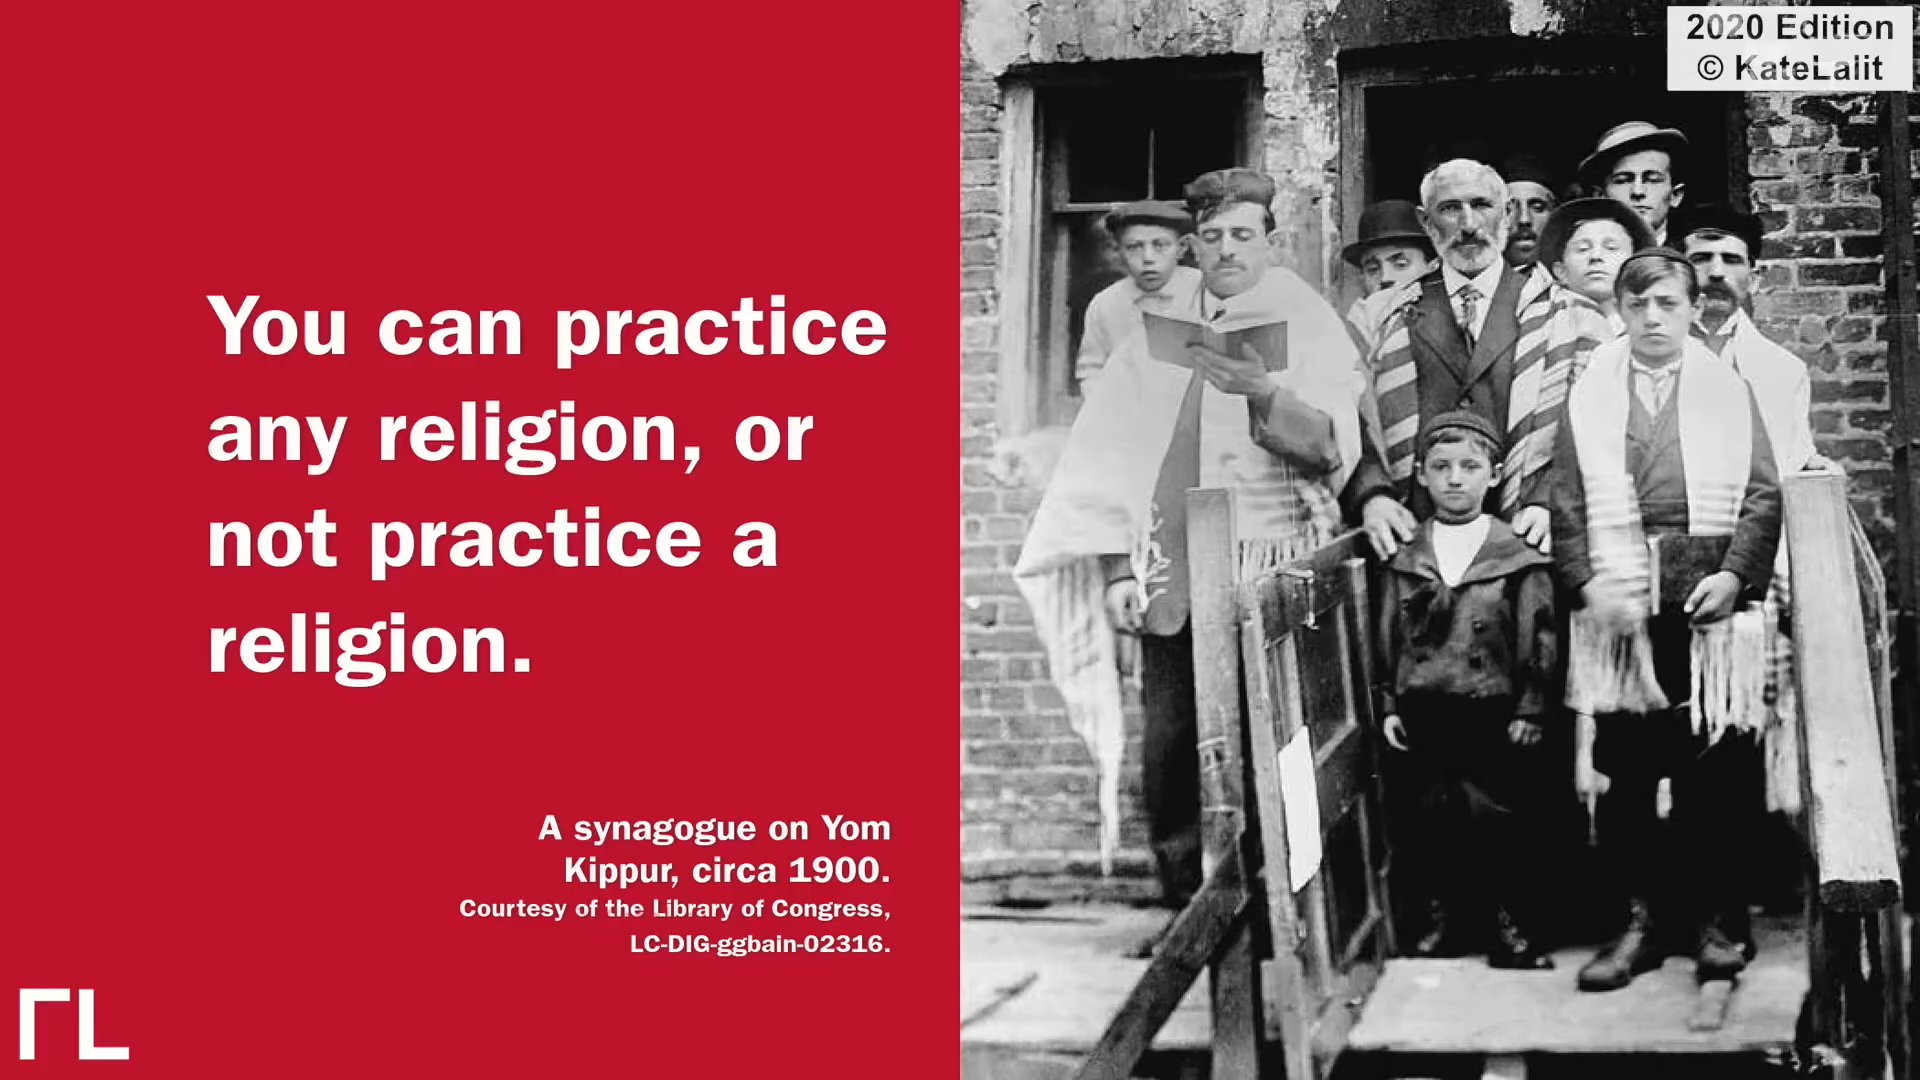 You can practice
any religion, or
not practice a
religion.
A synagogue on Yom
Kippur, circa 1900.
Courtesy of the Library of Congress,
LC-DIG-ggbain-02316.
2020 Edition
© KateLalit